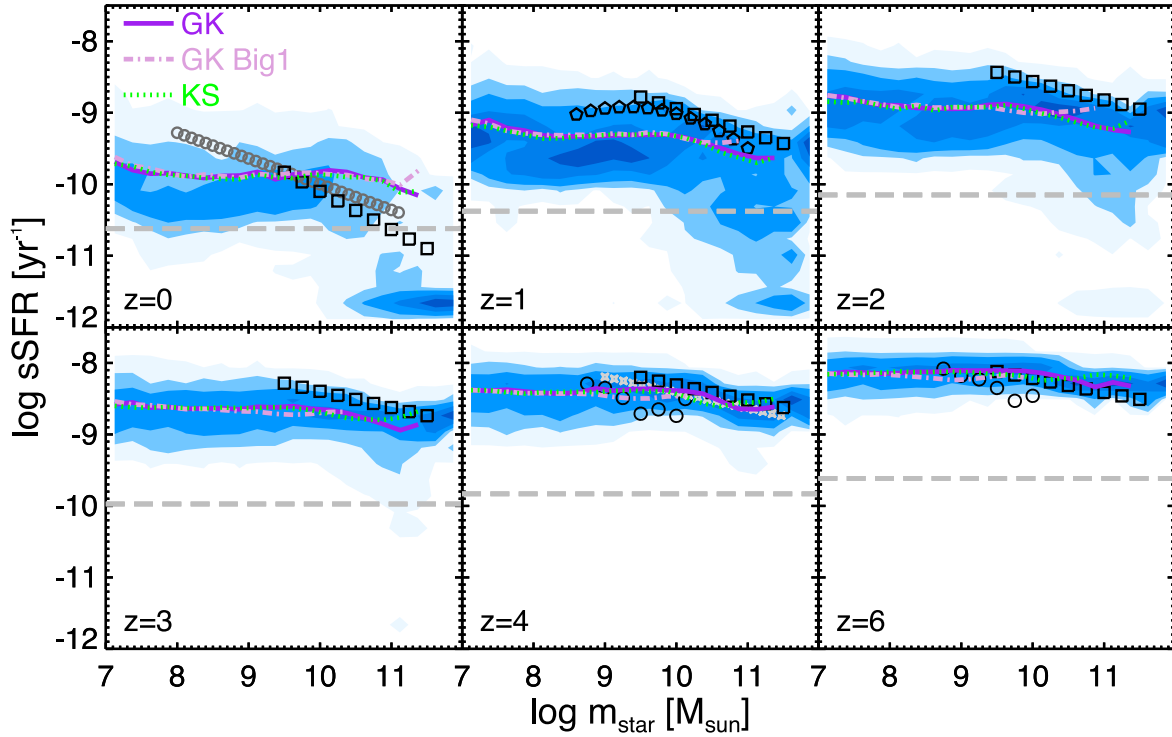 GK
GK Big1
KS
-8
-9
-10
-11
-12
z=0
z=1
z=2
log sSFR [yr⁻¹]
-8
-9
-10
-11
-12
z=3
z=4
z=6
7 8 9 10 11 7 8 9 10 11 7 8 9 10 11
log m_star [M_sun]